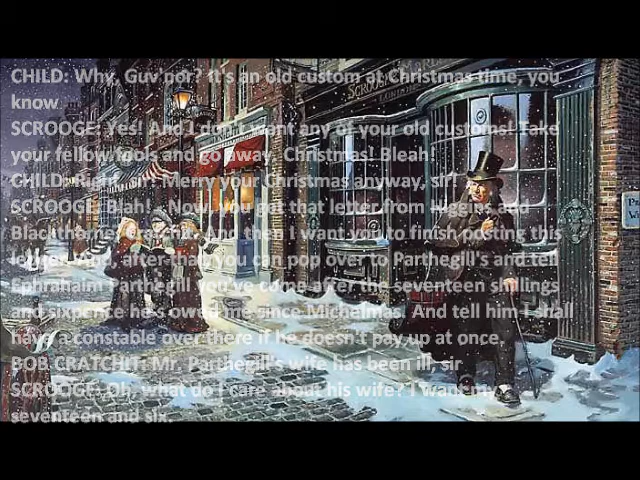 SCROOGE MARL
CHILD: Why, Guv'nor? It's an old custom at Christmas time, you
know
SCROOGE: Yes! And I don't want any of your old customs. Take
your fellow fools and go away. Christmas! Bleah!
CHILD: Right-o! Merry Christmas anyway, sir
SCROOGE: Blah! Now, I put that letter from
Blackthorne away then I want you to finish writing this
letter. And after that, you can pop over to Parthegill's and tell
Ephrahaim Parthegill you've come after the seventeen shillings
and sixpence he's owed me since Michelmas. And tell him I shall
have a constable over there if he doesn't pay up at once.
BOB CRATCHIT: Mr. Parthegill's wife has been ill, sir
SCROOGE: Oh, what do I care about his wife? I want my
seventeen and six.